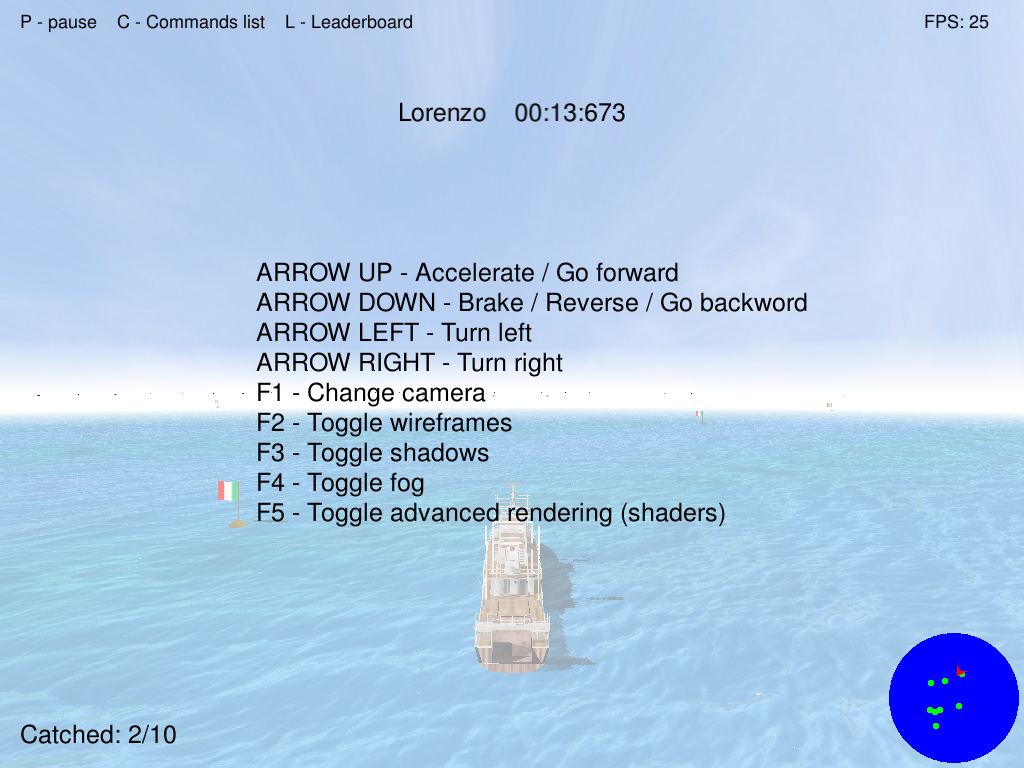 P - pause    C - Commands list    L - Leaderboard    FPS: 25
Lorenzo    00:13:673
ARROW UP - Accelerate / Go forward
ARROW DOWN - Brake / Reverse / Go backword
ARROW LEFT - Turn left
ARROW RIGHT - Turn right
F1 - Change camera
F2 - Toggle wireframes
F3 - Toggle shadows
F4 - Toggle fog
F5 - Toggle advanced rendering (shaders)
Catched: 2/10